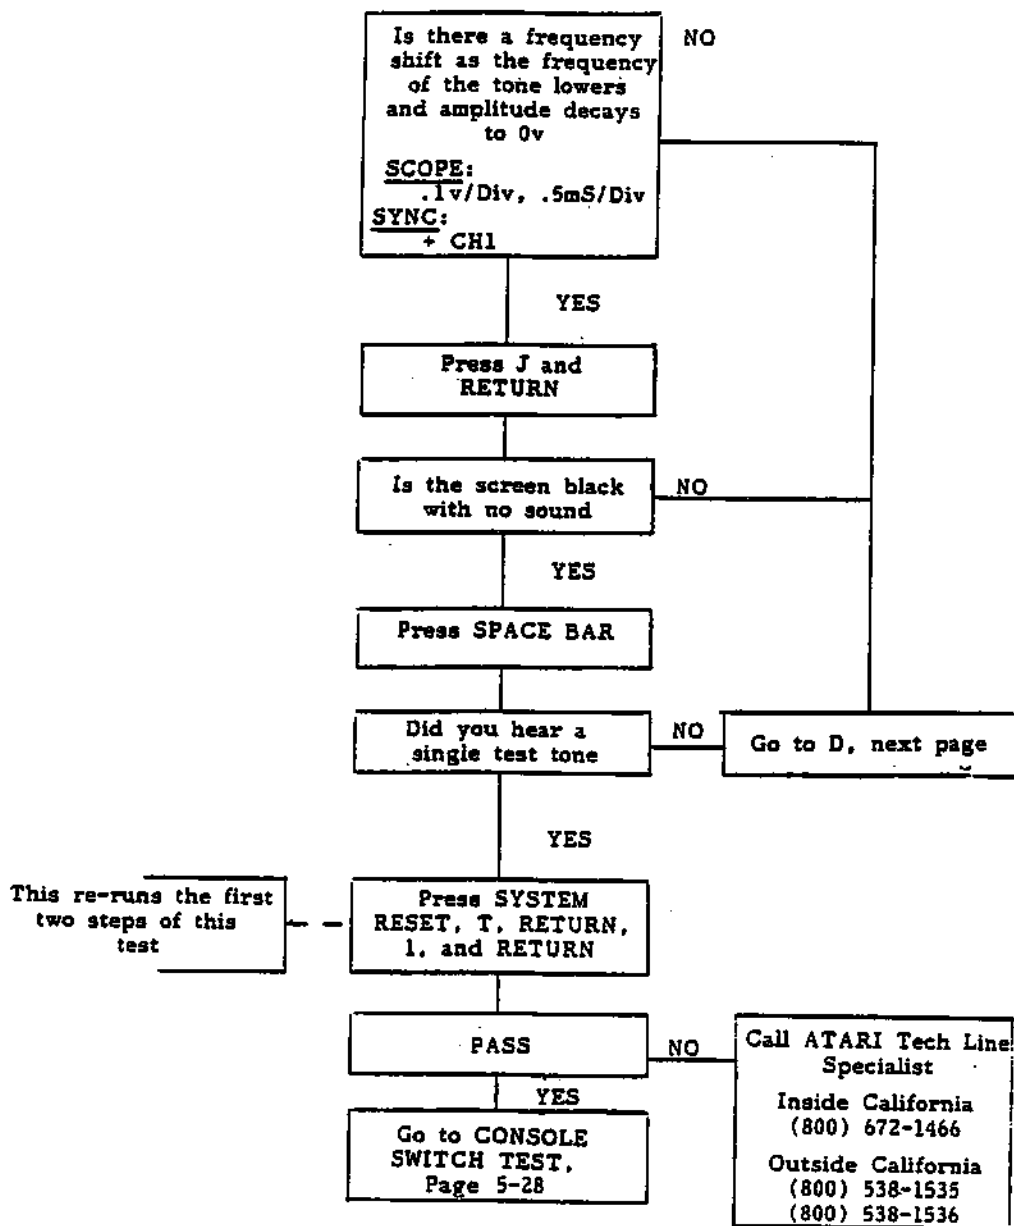 Is there a frequency
shift as the frequency
of the tone lowers
and amplitude decays
to 0v
SCOPE:
.1v/Div, .5mS/Div
SYNC:
+ CH1
NO
YES
Press J and
RETURN
Is the screen black
with no sound
NO
YES
Press SPACE BAR
Did you hear a
single test tone
NO
Go to D, next page
YES
This re-runs the first
two steps of this
test
Press SYSTEM
RESET, T, RETURN,
1, and RETURN
PASS
NO
Call ATARI Tech Line
Specialist
Inside California
(800) 672-1466
Outside California
(800) 538-1535
(800) 538-1536
YES
Go to CONSOLE
SWITCH TEST,
Page 5-28